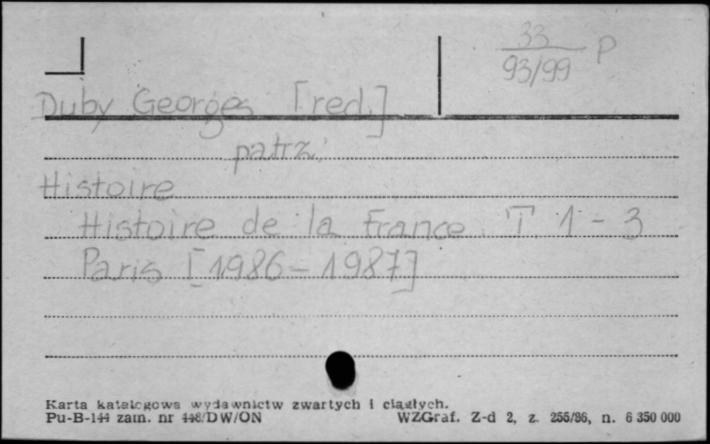 33
93/99 P
Duby Georges [red.]
patrz:
Histoire
Histoire de la France T 1 - 3
Paris [1986 - 1987]
Karta katalogowa wydawnictw zwartych i ciągłych.
Pu-B-144 zam. nr 448/DW/ON WZGraf. Z-d 2, z. 255/86, n. 6 350 000